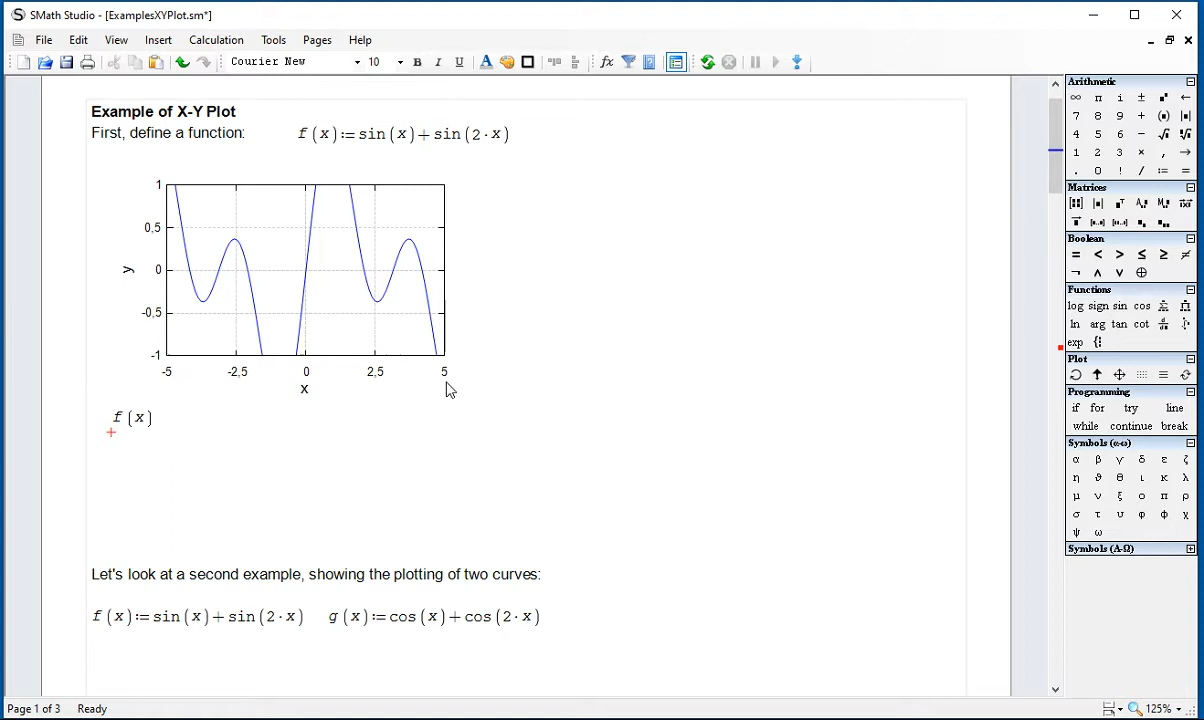 SMath Studio - [ExamplesXYPlot.sm*]
File Edit View Insert Calculation Tools Pages Help
Courier New 10 B I U A fx
Example of X-Y Plot
First, define a function: f(x):=sin(x)+sin(2·x)
1
0,5
y 0
-0,5
-1
-5 -2,5 0 2,5 5
x
f(x)
Let's look at a second example, showing the plotting of two curves:
f(x):=sin(x)+sin(2·x) g(x):=cos(x)+cos(2·x)
Arithmetic
∞ π i ±  ←
7 8 9 + (▪) |▪|
4 5 6 − √
1 2 3 × , →
. 0 ! / := =
Matrices
Boolean
= < > ≤ ≥ ≠
¬ ∧ ∨ ⊕
Functions
log sign sin cos
ln arg tan cot
exp
Plot
Programming
if for try line
while continue break
Symbols (α-ω)
α β γ δ ε ζ
η ϑ θ ι κ λ
μ ν ξ ο π ρ
σ τ υ φ φ χ
ψ ω
Symbols (Α-Ω)
Page 1 of 3 Ready 125%